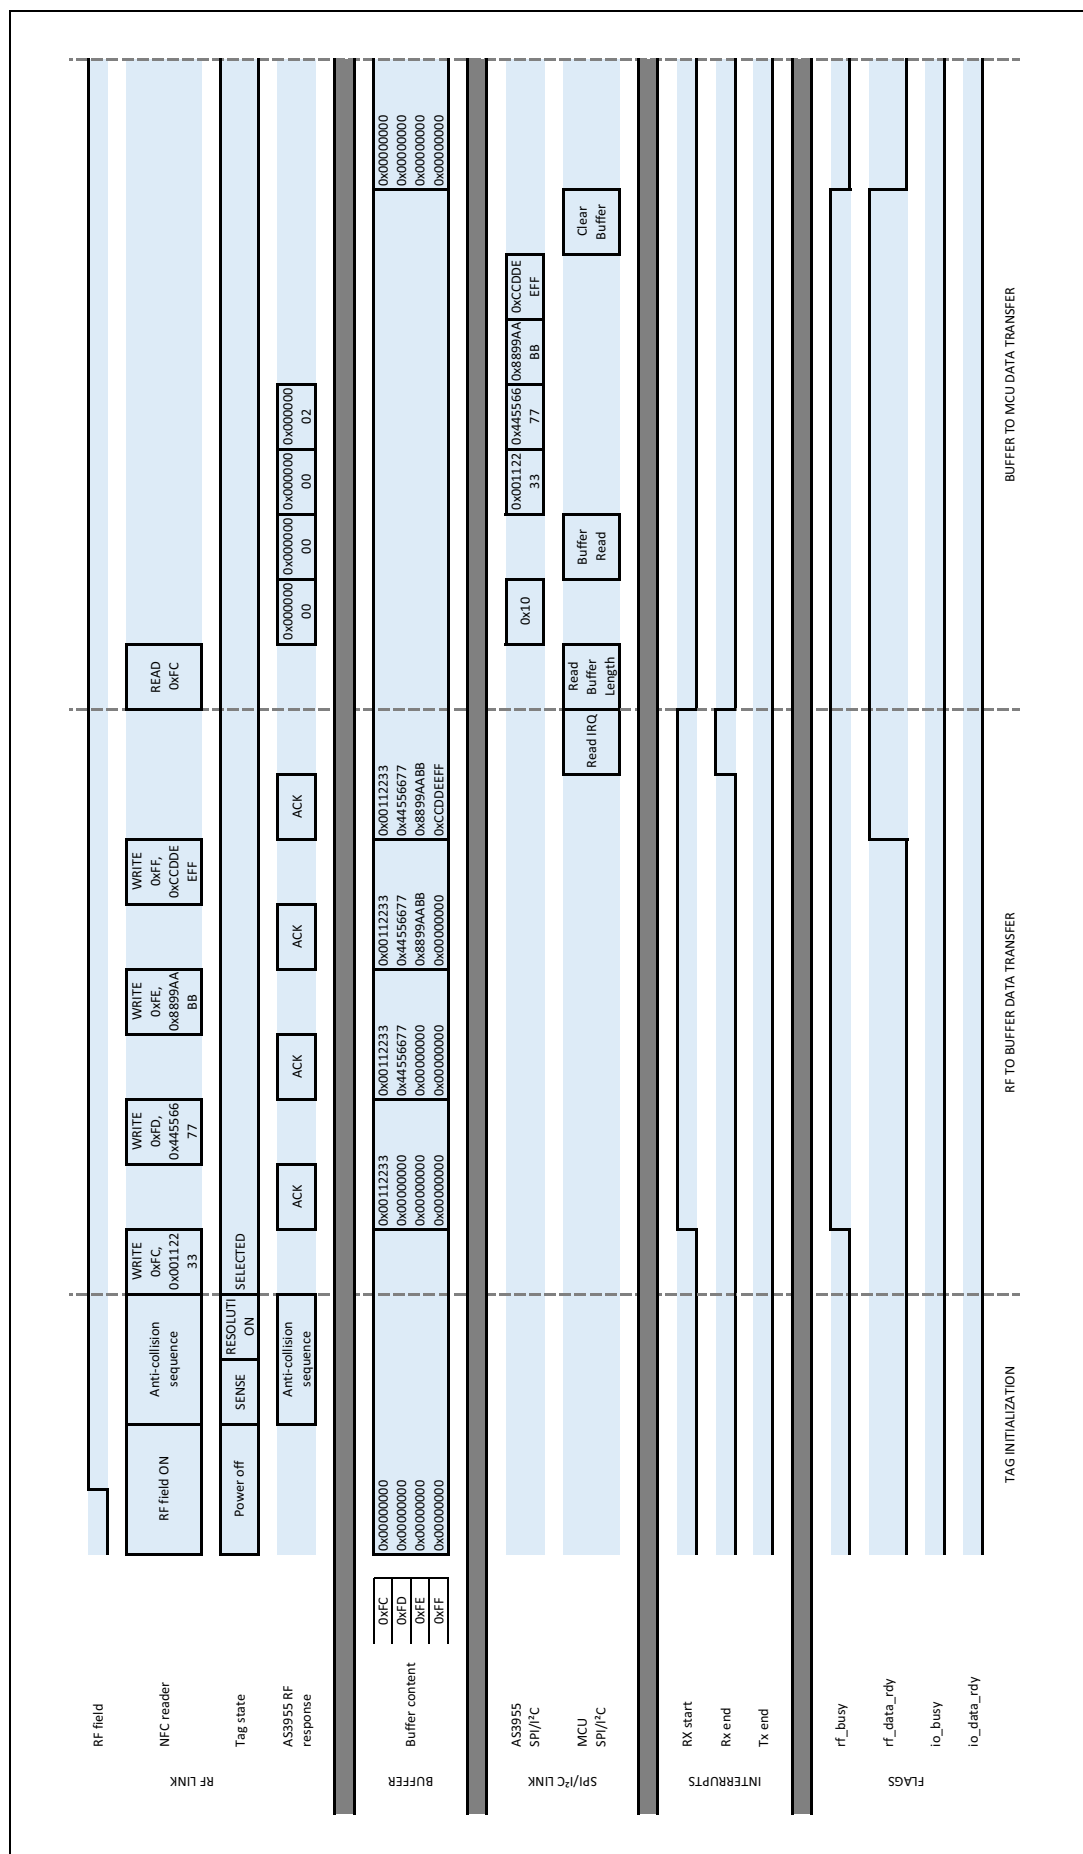 RF LINK
RF field
NFC reader
RF field ON
Anti-collision
sequence
WRITE
0xFC,
0x001122
33
WRITE
0xFD,
0x445566
77
WRITE
0xFE,
0x8899AA
BB
WRITE
0xFF,
0xCCDDE
EFF
READ
0xFC
Tag state
Power off
SENSE
RESOLUTI
ON
SELECTED
AS3955 RF
response
Anti-collision
sequence
ACK
ACK
ACK
ACK
0x000000
00
0x000000
00
0x000000
00
0x000000
02
BUFFER
Buffer content
0xFC
0xFD
0xFE
0xFF
0x00000000
0x00000000
0x00000000
0x00000000
0x00112233
0x00000000
0x00000000
0x00000000
0x00112233
0x44556677
0x00000000
0x00000000
0x00112233
0x44556677
0x8899AABB
0x00000000
0x00112233
0x44556677
0x8899AABB
0xCCDDEEFF
0x00000000
0x00000000
0x00000000
0x00000000
SPI/I²C LINK
AS3955
SPI/I²C
0x10
0x001122
33
0x445566
77
0x8899AA
BB
0xCCDDE
EFF
MCU
SPI/I²C
Read IRQ
Read
Buffer
Length
Buffer
Read
Clear
Buffer
INTERRUPTS
RX start
Rx end
Tx end
FLAGS
rf_busy
rf_data_rdy
io_busy
io_data_rdy
TAG INITIALIZATION
RF TO BUFFER DATA TRANSFER
BUFFER TO MCU DATA TRANSFER